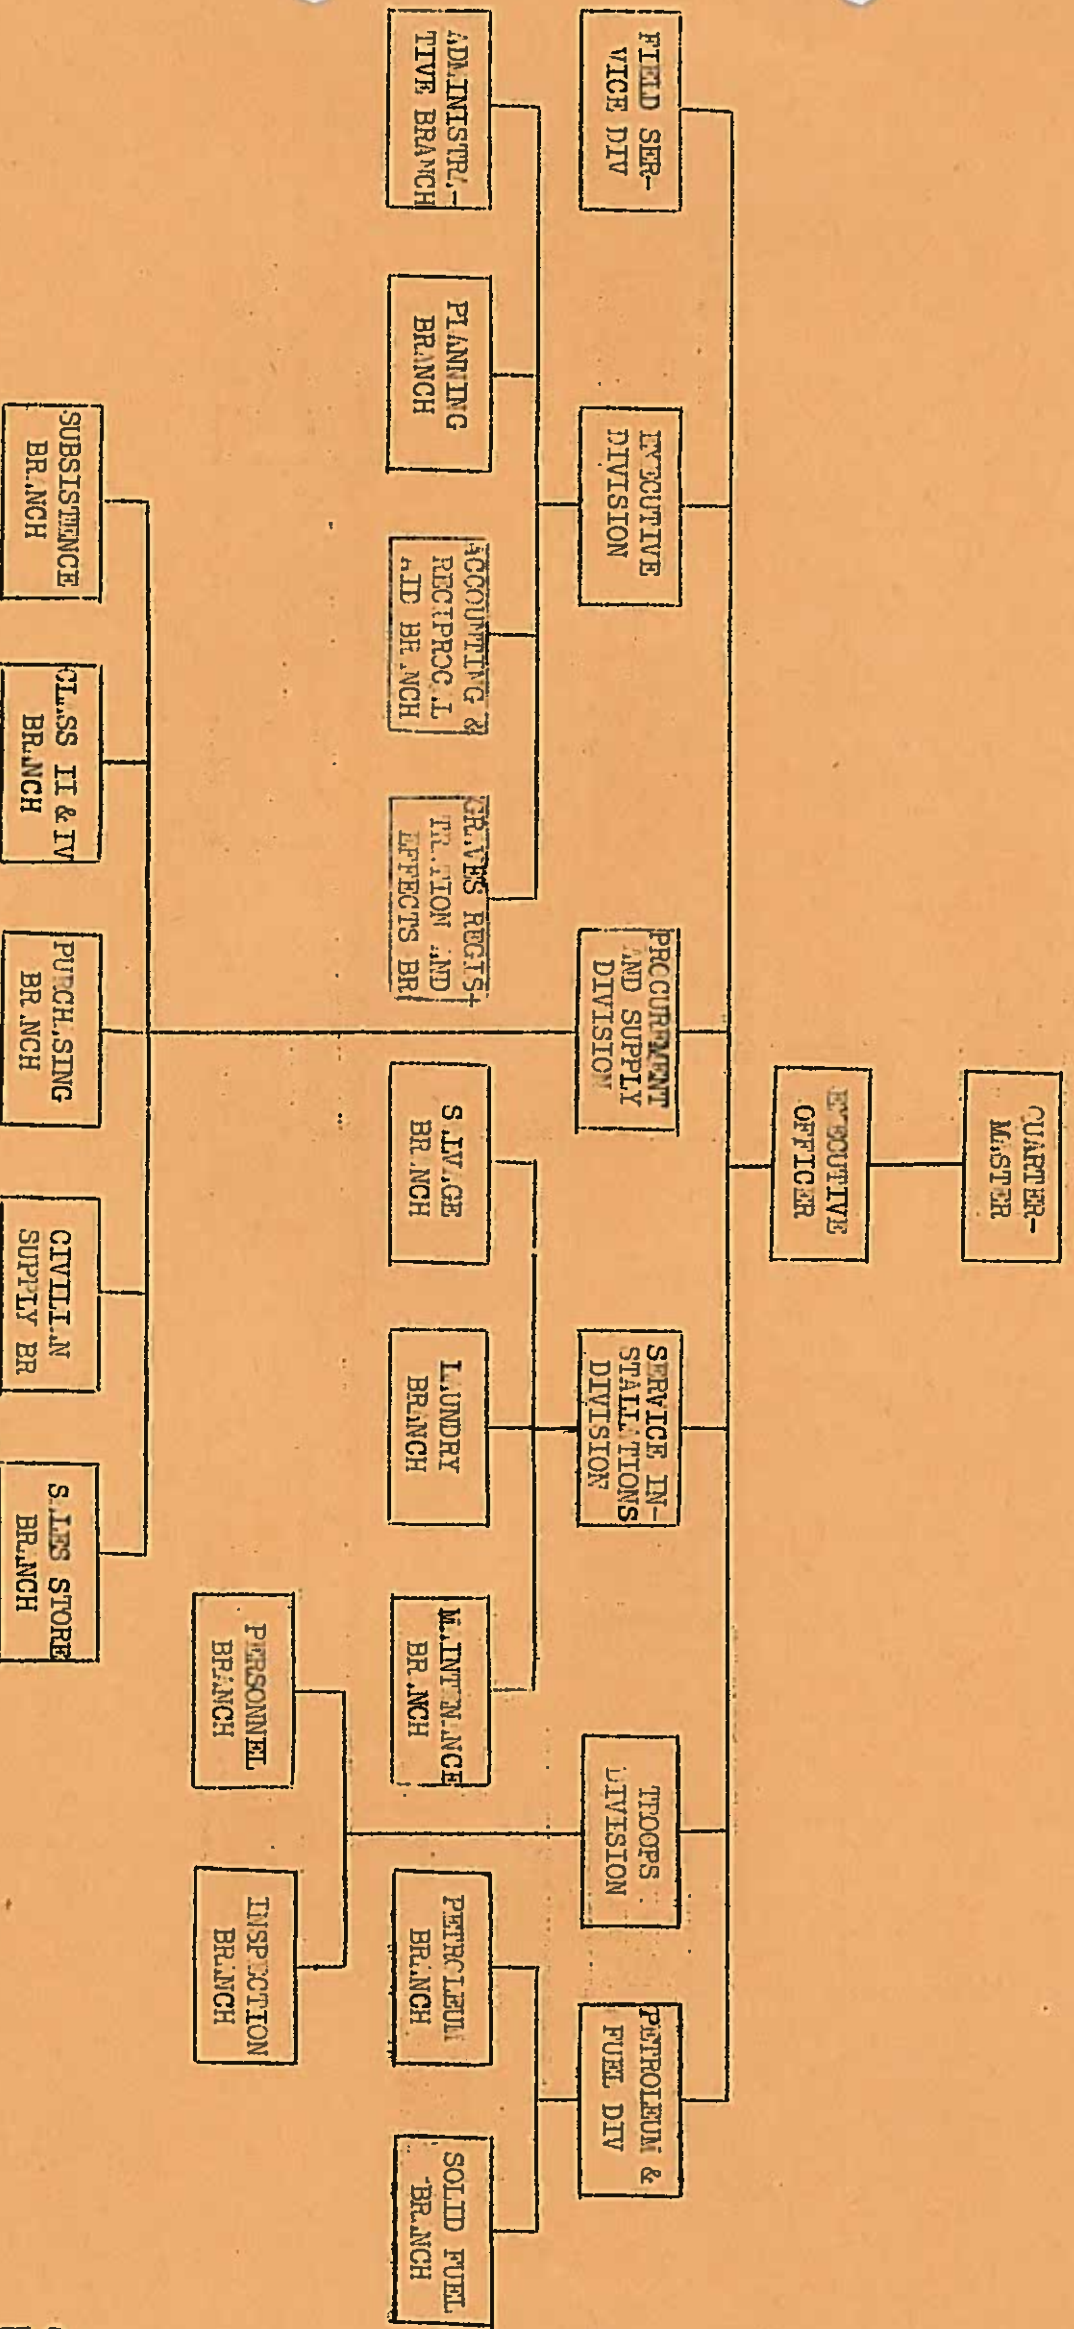 QUARTER-
MASTER
EXECUTIVE
OFFICER
FIELD SER-
VICE DIV
EXECUTIVE
DIVISION
PROCUREMENT
AND SUPPLY
DIVISION
SERVICE IN-
STALLATIONS
DIVISION
TROOPS
DIVISION
PETROLEUM &
FUEL DIV
ADMINISTRA-
TIVE BRANCH
PLANNING
BRANCH
ACCOUNTING &
RECIPROCAL
AID BRANCH
GRAVES REGIS-
TRATION AND
EFFECTS BR
SALVAGE
BRANCH
LAUNDRY
BRANCH
MAINTENANCE
BRANCH
PETROLEUM
BRANCH
SOLID FUEL
BRANCH
PERSONNEL
BRANCH
INSPECTION
BRANCH
SUBSISTENCE
BRANCH
CLASS II & IV
BRANCH
PURCHASING
BRANCH
CIVILIAN
SUPPLY BR
SALES STORE
BRANCH